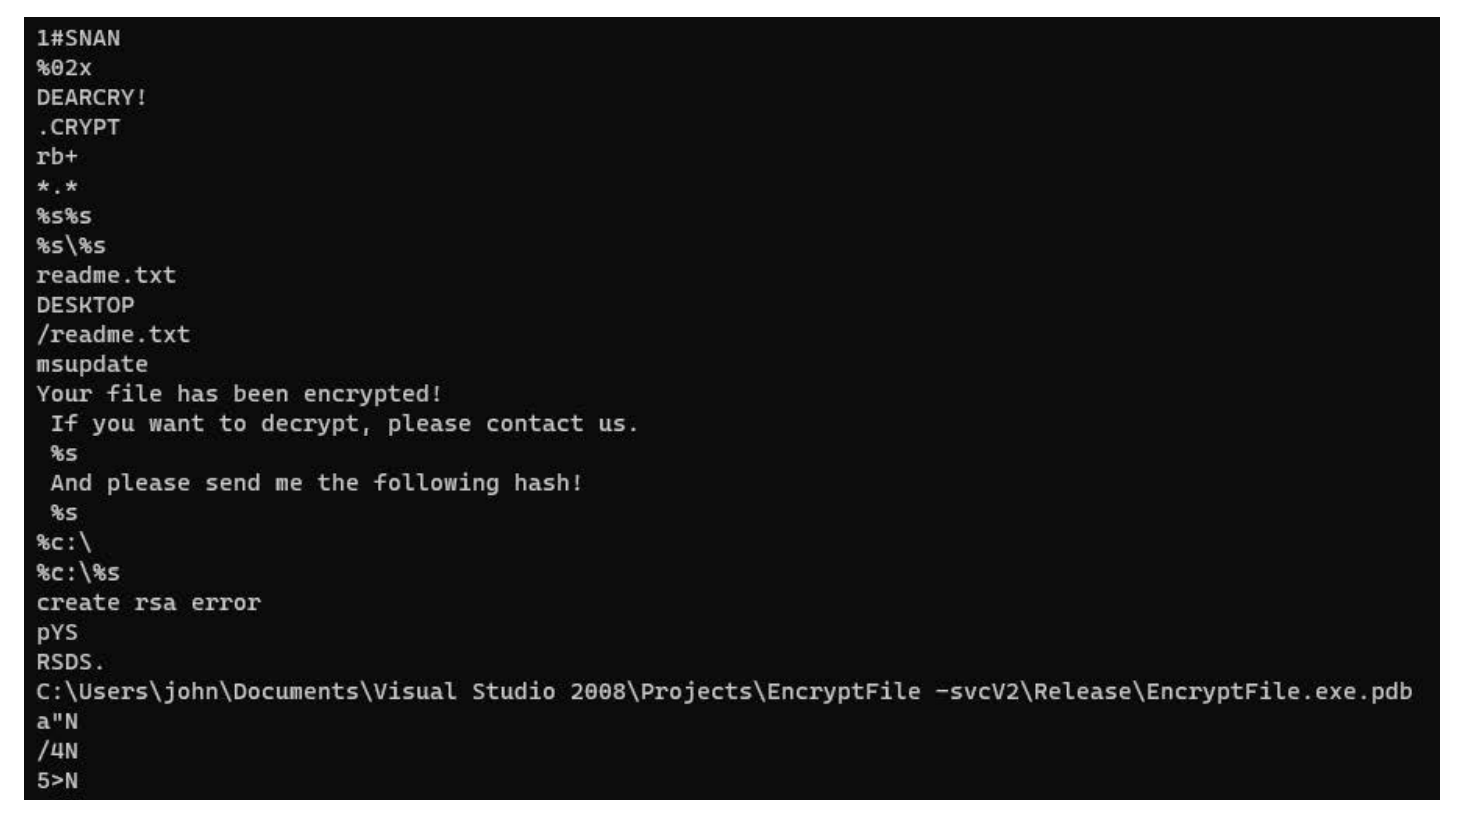 1#SNAN
%02x
DEARCRY!
.CRYPT
rb+
*.*
%s%s
%s\%s
readme.txt
DESKTOP
/readme.txt
msupdate
Your file has been encrypted!
If you want to decrypt, please contact us.
%s
And please send me the following hash!
%s
%c:\
%c:\%s
create rsa error
pYS
RSDS.
C:\Users\john\Documents\Visual Studio 2008\Projects\EncryptFile -svcV2\Release\EncryptFile.exe.pdb
a"N
/4N
5>N